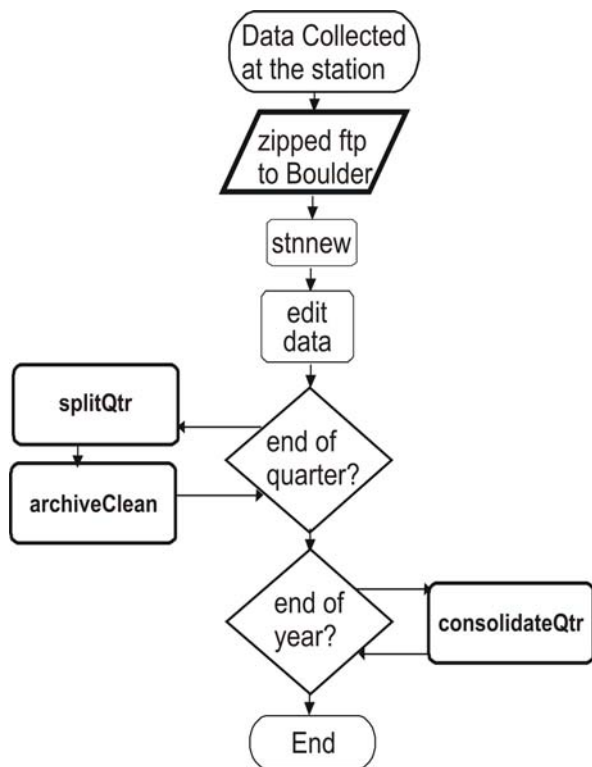 Data Collected
at the station
zipped ftp
to Boulder
stnnew
edit
data
splitQtr
end of
quarter?
archiveClean
end of
year?
consolidateQtr
End